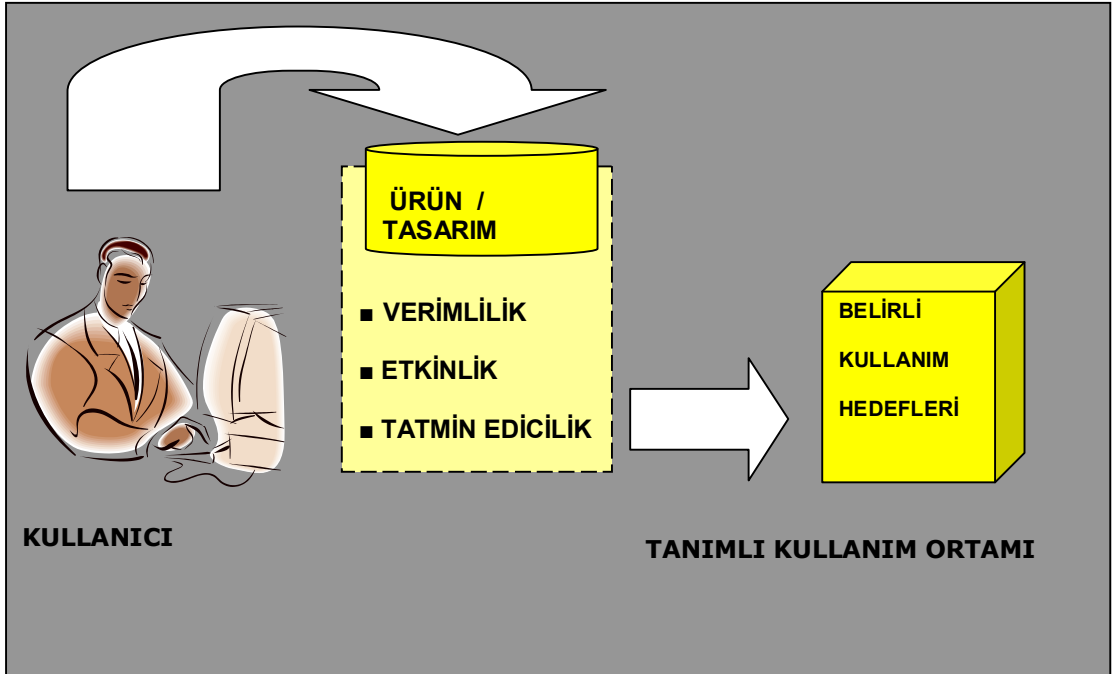 ÜRÜN /
TASARIM
■ VERİMLİLİK
■ ETKİNLİK
■ TATMİN EDİCİLİK
BELİRLİ
KULLANIM
HEDEFLERİ
KULLANICI
TANIMLI KULLANIM ORTAMI